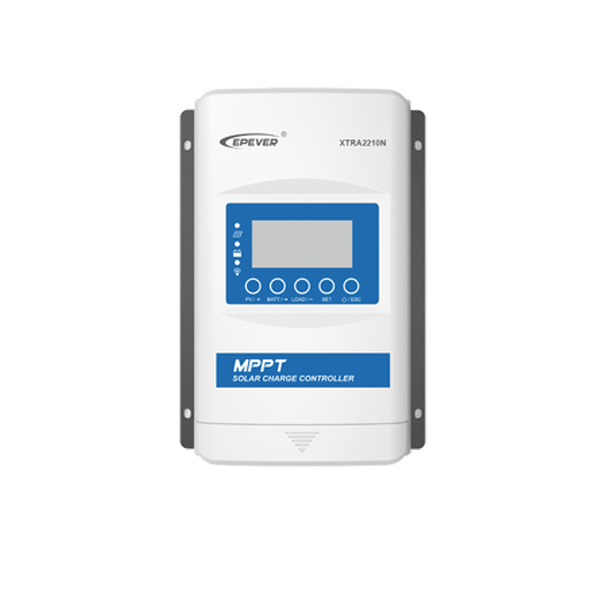 EPEVER®
XTRA2210N
PV / + BATT / ➡ LOAD / − SET ⏻ / ESC
MPPT
SOLAR CHARGE CONTROLLER